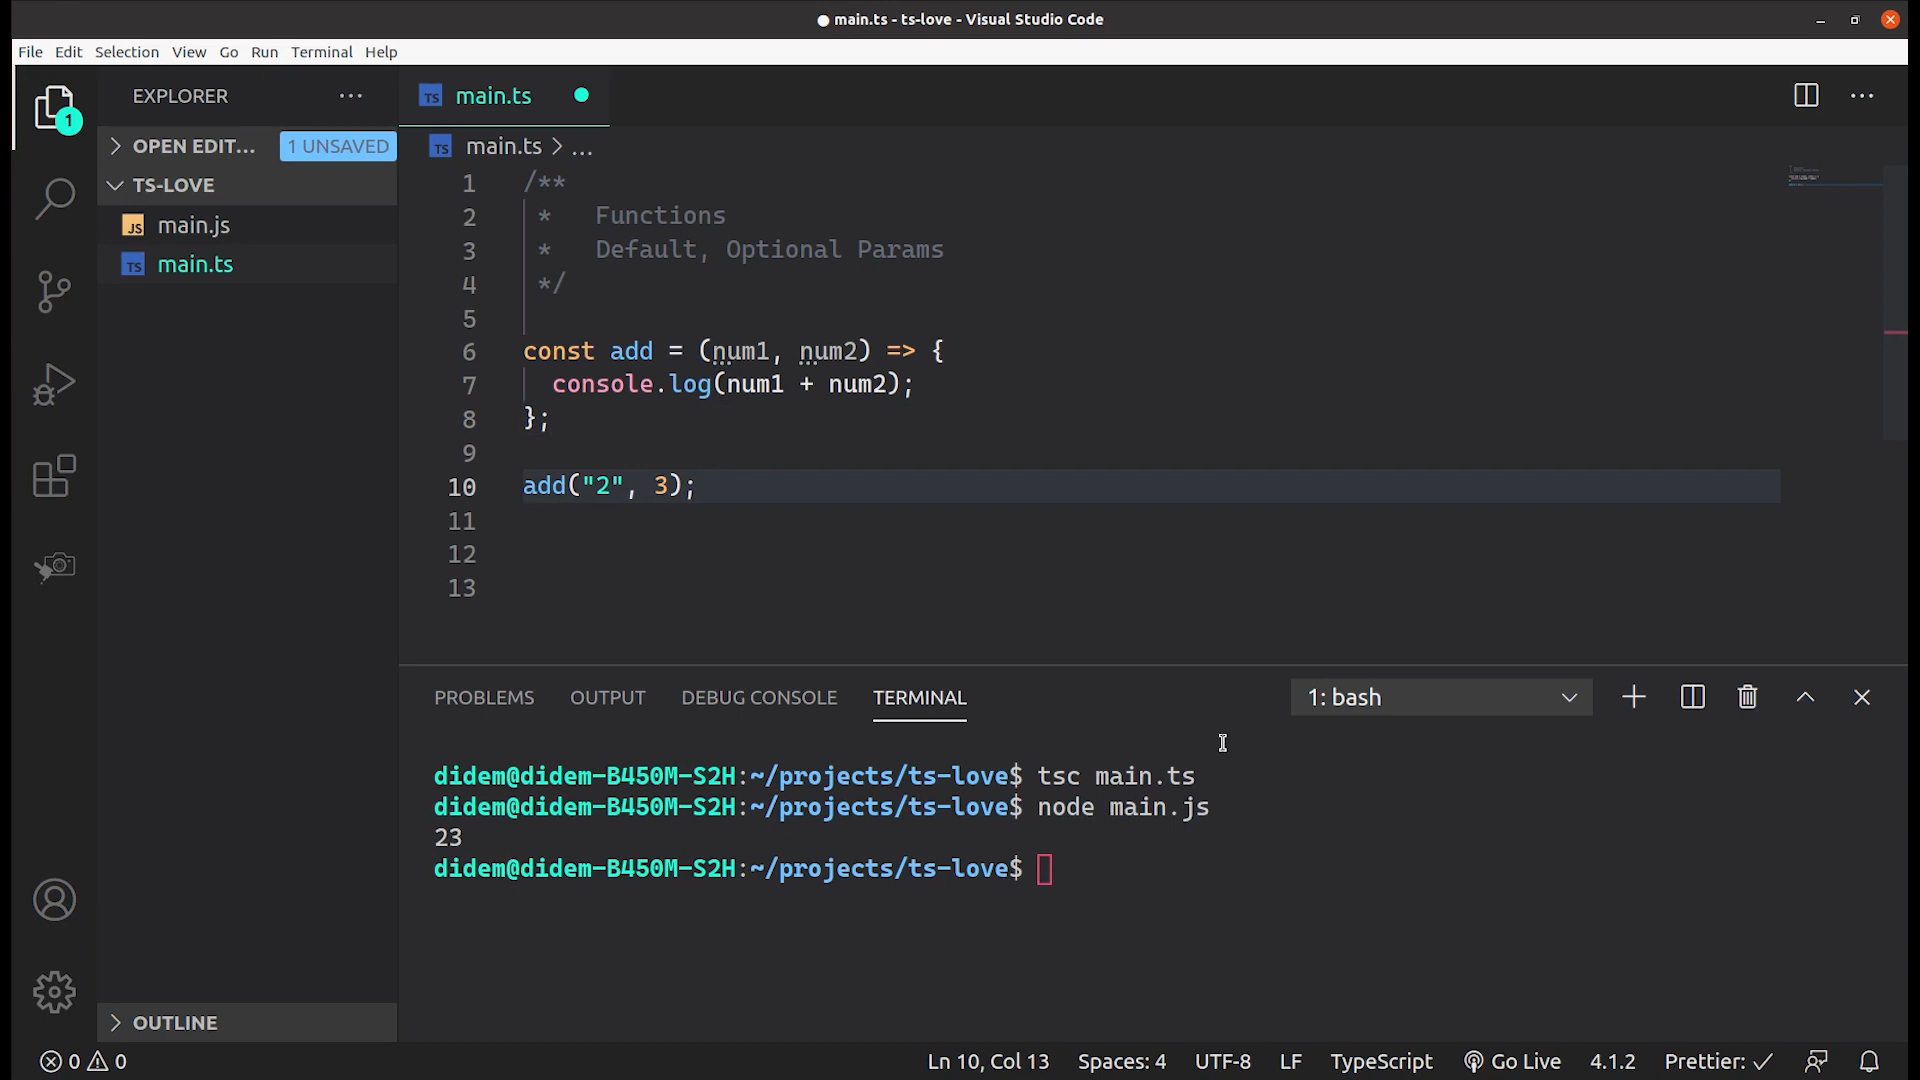 main.ts - ts-love - Visual Studio Code
File Edit Selection View Go Run Terminal Help
EXPLORER
1
OPEN EDIT... 1 UNSAVED
TS-LOVE
JS main.js
TS main.ts
OUTLINE
TS main.ts
TS main.ts > ...
1 /**
2 * Functions
3 * Default, Optional Params
4 */
5
6 const add = (num1, num2) => {
7 console.log(num1 + num2);
8 };
9
10 add("2", 3);
11
12
13
PROBLEMS OUTPUT DEBUG CONSOLE TERMINAL 1: bash
didem@didem-B450M-S2H:~/projects/ts-love$ tsc main.ts
didem@didem-B450M-S2H:~/projects/ts-love$ node main.js
23
didem@didem-B450M-S2H:~/projects/ts-love$
0 0 Ln 10, Col 13 Spaces: 4 UTF-8 LF TypeScript Go Live 4.1.2 Prettier: ✓